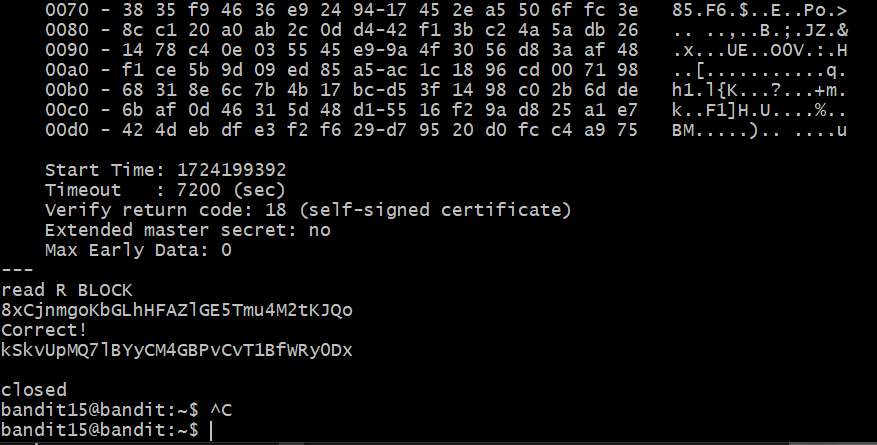 0070 - 38 35 f9 46 36 e9 24 94-17 45 2e a5 50 6f fc 3e   85.F6.$..E..Po.>
0080 - 8c c1 20 a0 ab 2c 0d d4-42 f1 3b c2 4a 5a db 26   .. ..,..B.;.JZ.&
0090 - 14 78 c4 0e 03 55 45 e9-9a 4f 30 56 d8 3a af 48   .x...UE..O0V.:.H
00a0 - f1 ce 5b 9d 09 ed 85 a5-ac 1c 18 96 cd 00 71 98   ..[...........q.
00b0 - 68 31 8e 6c 7b 4b 17 bc-d5 3f 14 98 c0 2b 6d de   h1.l{K...?...+m.
00c0 - 6b af 0d 46 31 5d 48 d1-55 16 f2 9a d8 25 a1 e7   k..F1]H.U....%..
00d0 - 42 4d eb df e3 f2 f6 29-d7 95 20 d0 fc c4 a9 75   BM.....).. ....u
Start Time: 1724199392
Timeout   : 7200 (sec)
Verify return code: 18 (self-signed certificate)
Extended master secret: no
Max Early Data: 0
---
read R BLOCK
8xCjnmgoKbGLhHFAZlGE5Tmu4M2tKJQo
Correct!
kSkvUpMQ7lBYyCM4GBPvCvT1BfWRy0Dx
closed
bandit15@bandit:~$ ^C
bandit15@bandit:~$